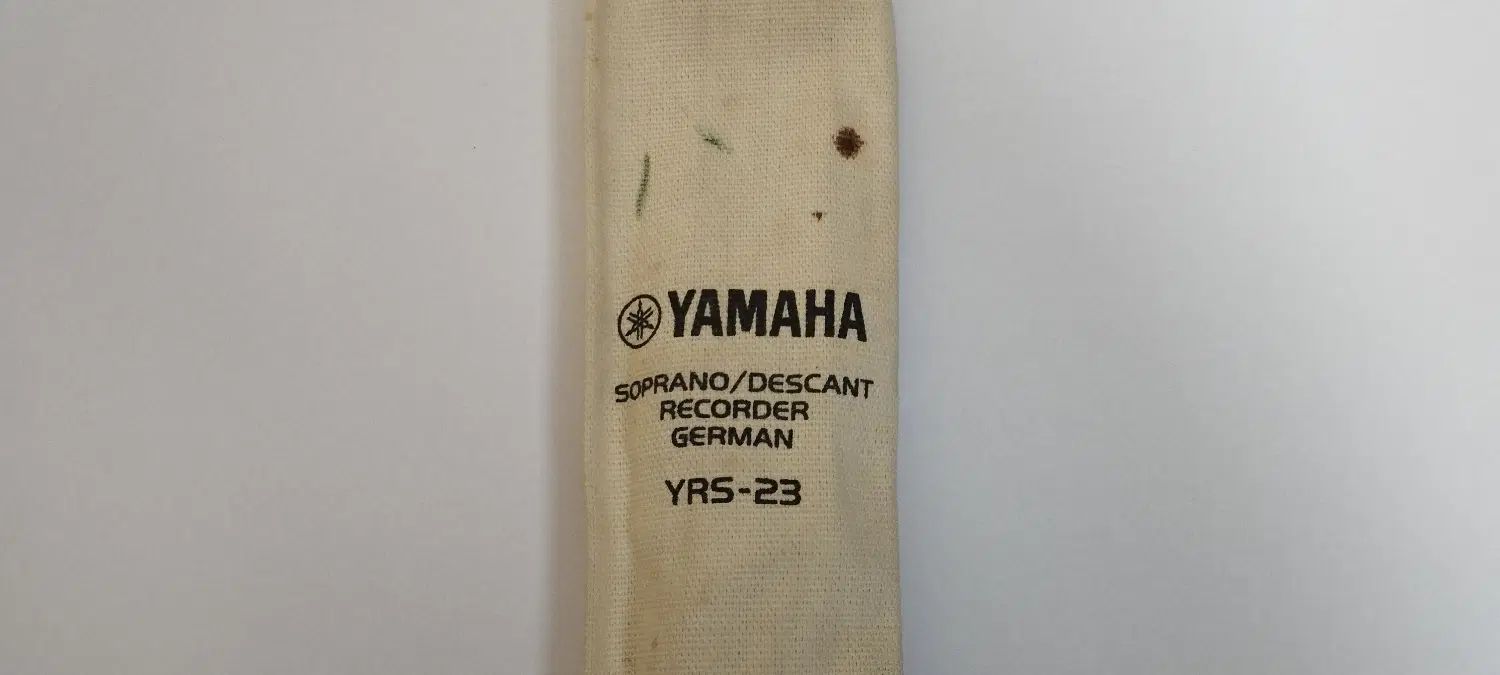 YAMAHA
SOPRANO/DESCANT
RECORDER
GERMAN
YRS-23